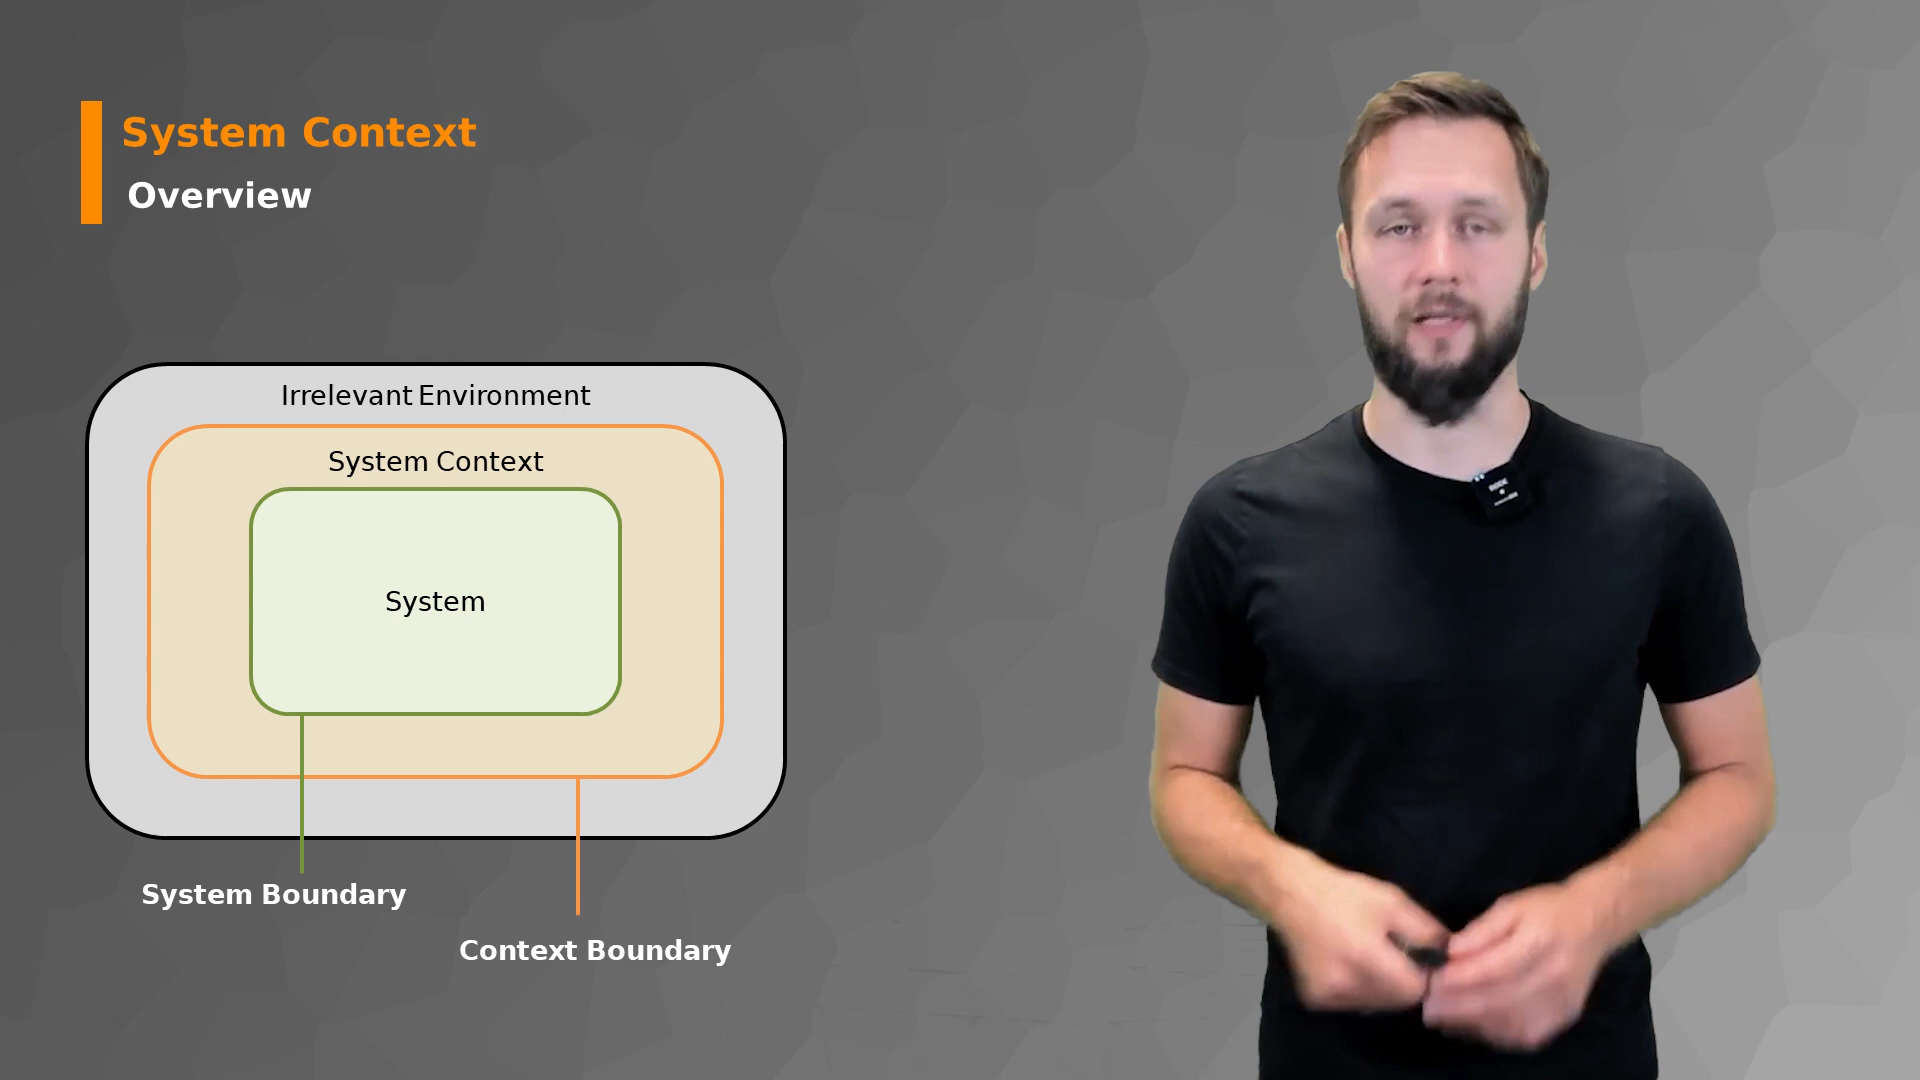 System Context
Overview
Irrelevant Environment
System Context
System
System Boundary
Context Boundary